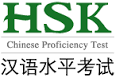 HSK
Chinese Proficiency Test
汉语水平考试